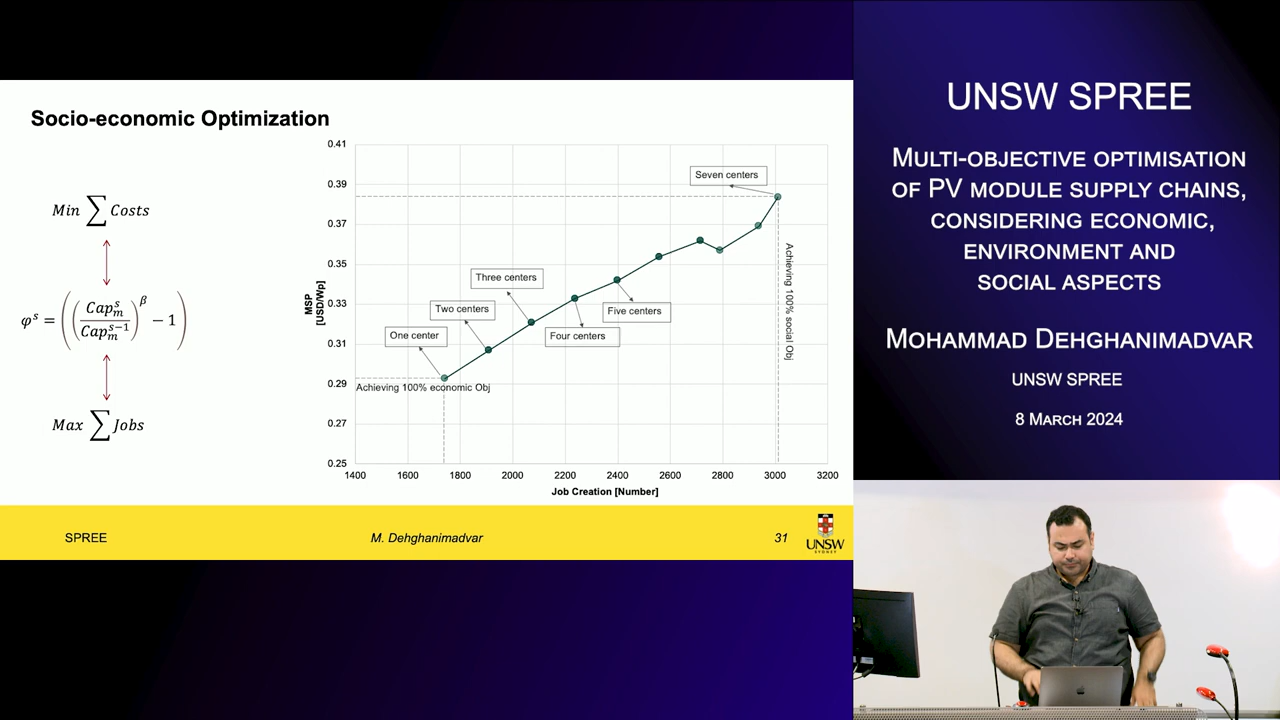 Socio-economic Optimization
Min ∑ Costs
φ^s = ((Cap_m^s / Cap_m^{s-1})^β − 1)
Max ∑ Jobs
0.41
0.39
0.37
0.35
0.33
0.31
0.29
0.27
0.25
MSP
[USD/Wp]
Seven centers
Three centers
Two centers
Five centers
One center
Four centers
Achieving 100% economic Obj
Achieving 100% social Obj
1400
1600
1800
2000
2200
2400
2600
2800
3000
3200
Job Creation [Number]
SPREE
M. Dehghanimadvar
31
UNSW
SYDNEY
UNSW SPREE
Multi-objective optimisation
of PV module supply chains,
considering economic,
environment and
social aspects
Mohammad Dehghanimadvar
UNSW SPREE
8 March 2024